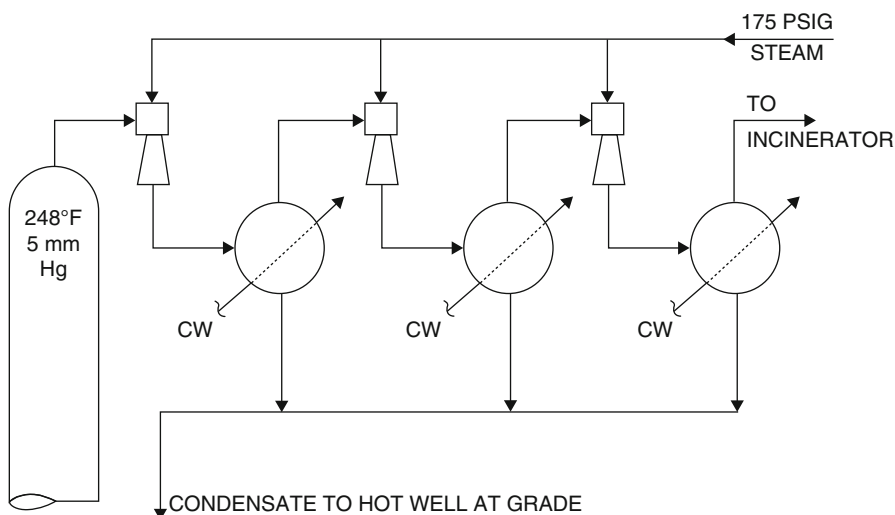 175 PSIG
STEAM
TO
INCINERATOR
248°F
5 mm
Hg
CW
CW
CW
CONDENSATE TO HOT WELL AT GRADE